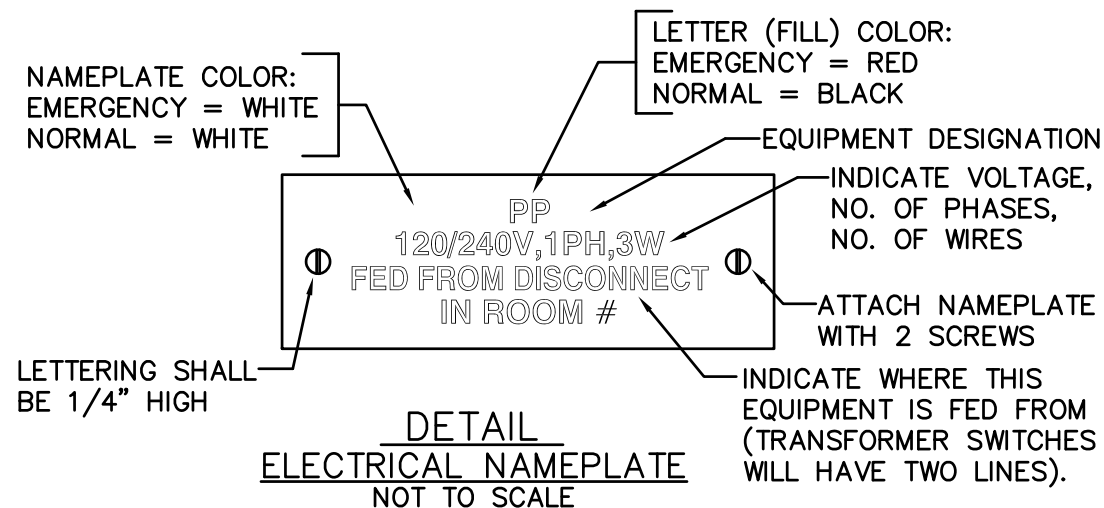 LETTER (FILL) COLOR:
EMERGENCY = RED
NORMAL = BLACK
NAMEPLATE COLOR:
EMERGENCY = WHITE
NORMAL = WHITE
EQUIPMENT DESIGNATION
INDICATE VOLTAGE,
NO. OF PHASES,
NO. OF WIRES
PP
120/240V,1PH,3W
FED FROM DISCONNECT
IN ROOM #
ATTACH NAMEPLATE
WITH 2 SCREWS
LETTERING SHALL
BE 1/4" HIGH
INDICATE WHERE THIS
EQUIPMENT IS FED FROM
(TRANSFORMER SWITCHES
WILL HAVE TWO LINES).
DETAIL
ELECTRICAL NAMEPLATE
NOT TO SCALE